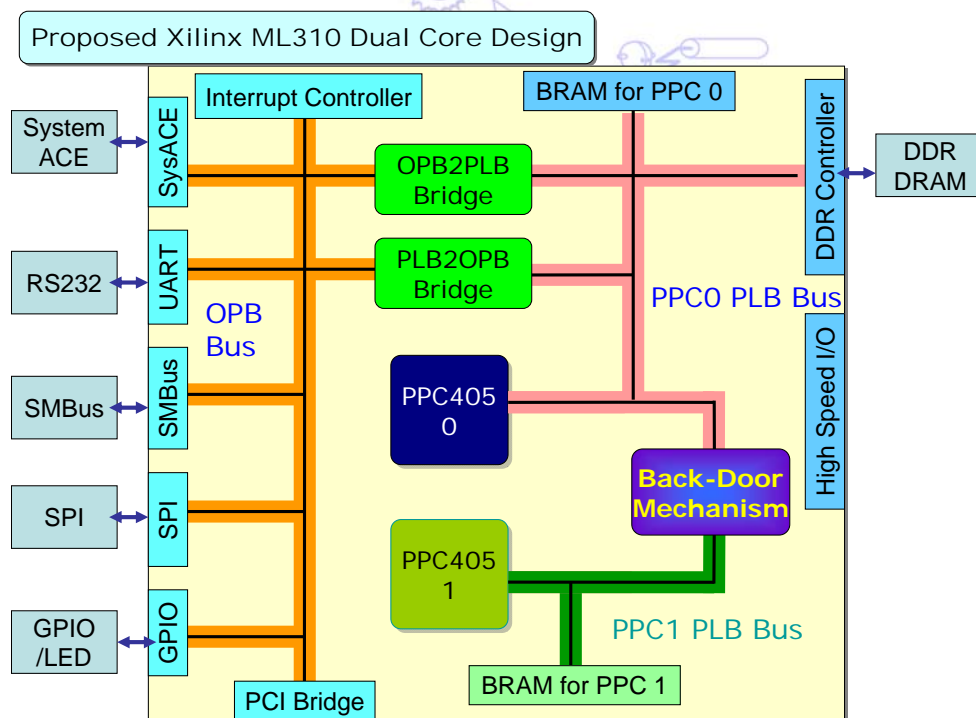 Proposed Xilinx ML310 Dual Core Design
Interrupt Controller
BRAM for PPC 0
System
ACE
SysACE
OPB2PLB
Bridge
DDR Controller
DDR
DRAM
RS232
UART
PLB2OPB
Bridge
PPC0 PLB Bus
OPB
Bus
High Speed I/O
SMBus
SMBus
PPC405
0
Back-Door
Mechanism
SPI
SPI
PPC405
1
GPIO
/LED
GPIO
PPC1 PLB Bus
PCI Bridge
BRAM for PPC 1